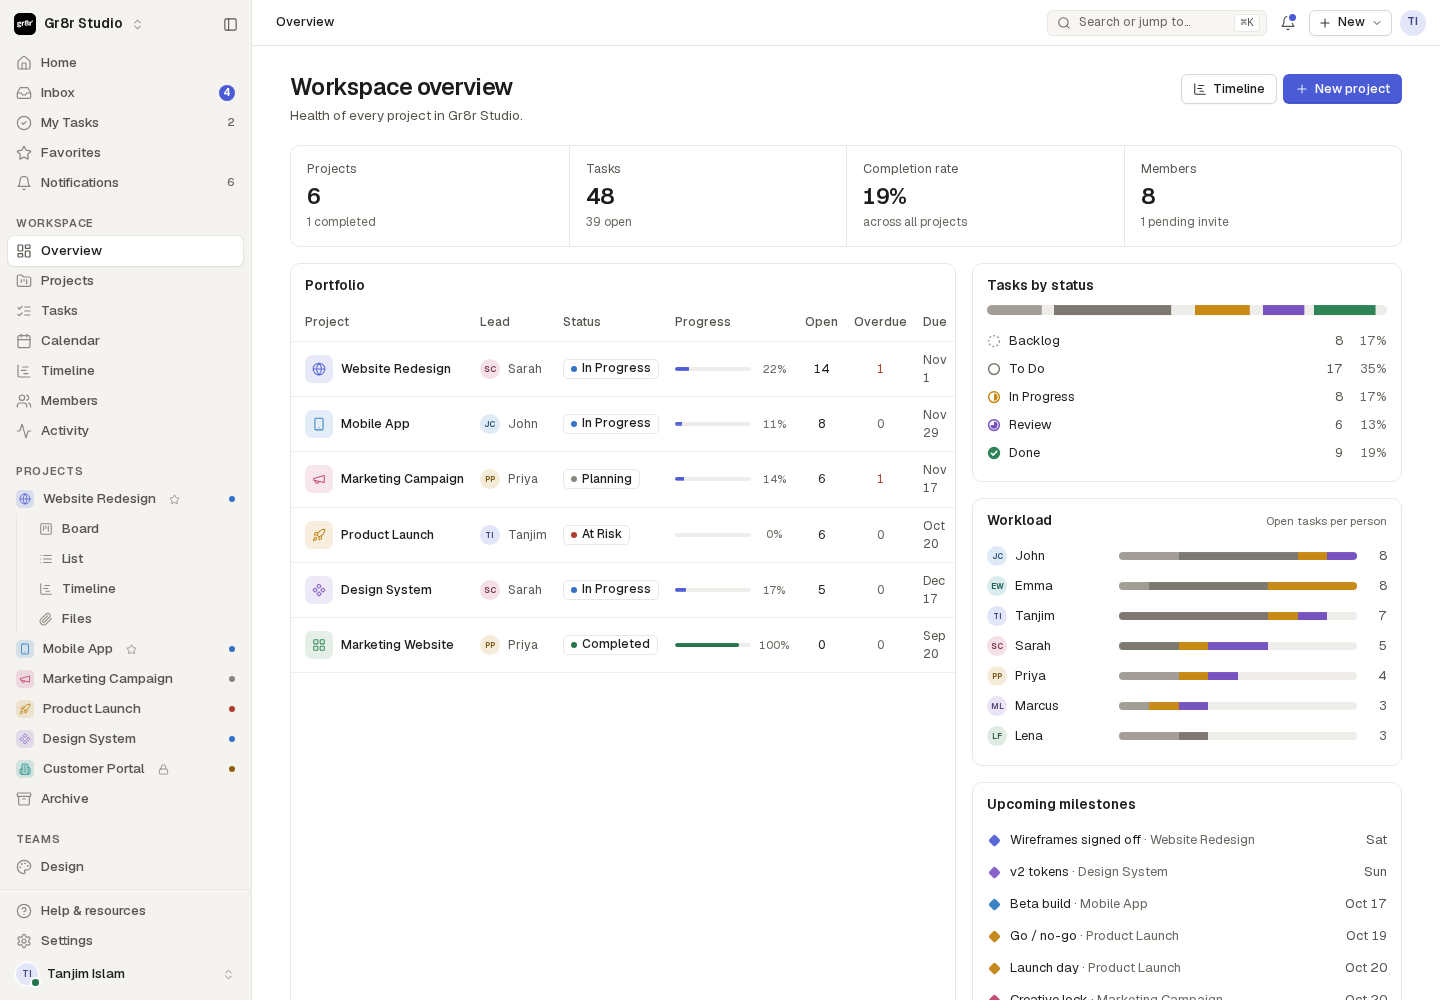 gr8r
Gr8r Studio
Home
Inbox 4
My Tasks 2
Favorites
Notifications 6
WORKSPACE
Overview
Projects
Tasks
Calendar
Timeline
Members
Activity
PROJECTS
Website Redesign
Board
List
Timeline
Files
Mobile App
Marketing Campaign
Product Launch
Design System
Customer Portal
Archive
TEAMS
Design
Help & resources
Settings
TI Tanjim Islam
Overview
Search or jump to... ⌘K
New
TI
Workspace overview
Health of every project in Gr8r Studio.
Timeline
New project
Projects
6
1 completed
Tasks
48
39 open
Completion rate
19%
across all projects
Members
8
1 pending invite
Portfolio
Project Lead Status Progress Open Overdue Due
Website Redesign SC Sarah In Progress 22% 14 1 Nov 1
Mobile App JC John In Progress 11% 8 0 Nov 29
Marketing Campaign PP Priya Planning 14% 6 1 Nov 17
Product Launch TI Tanjim At Risk 0% 6 0 Oct 20
Design System SC Sarah In Progress 17% 5 0 Dec 17
Marketing Website PP Priya Completed 100% 0 0 Sep 20
Tasks by status
Backlog 8 17%
To Do 17 35%
In Progress 8 17%
Review 6 13%
Done 9 19%
Workload Open tasks per person
JC John 8
EW Emma 8
TI Tanjim 7
SC Sarah 5
PP Priya 4
ML Marcus 3
LF Lena 3
Upcoming milestones
Wireframes signed off · Website Redesign Sat
v2 tokens · Design System Sun
Beta build · Mobile App Oct 17
Go / no-go · Product Launch Oct 19
Launch day · Product Launch Oct 20
Creative lock · Marketing Campaign Oct 20